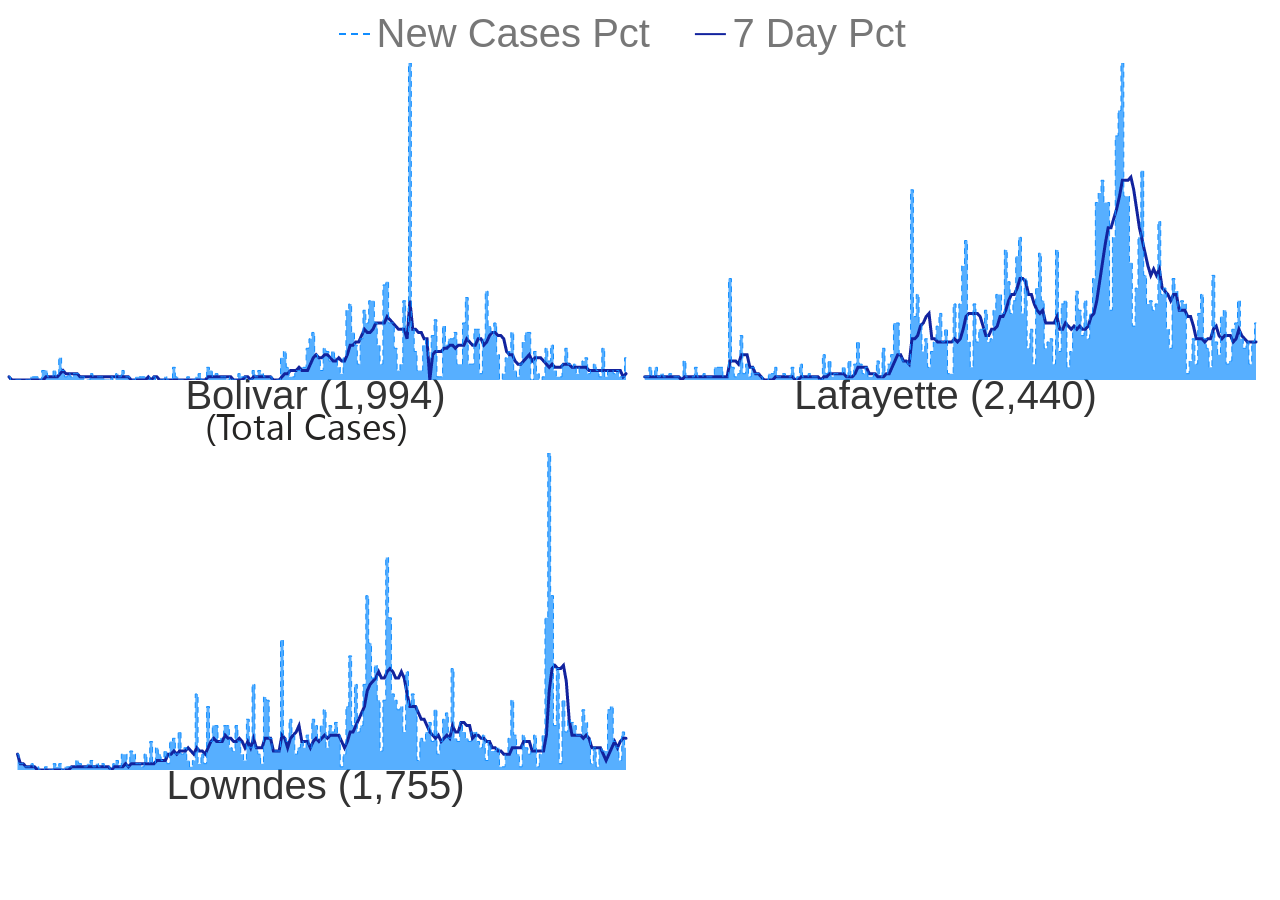 New Cases Pct 7 Day Pct
Bolivar (1,994)
(Total Cases)
Lafayette (2,440)
Lowndes (1,755)